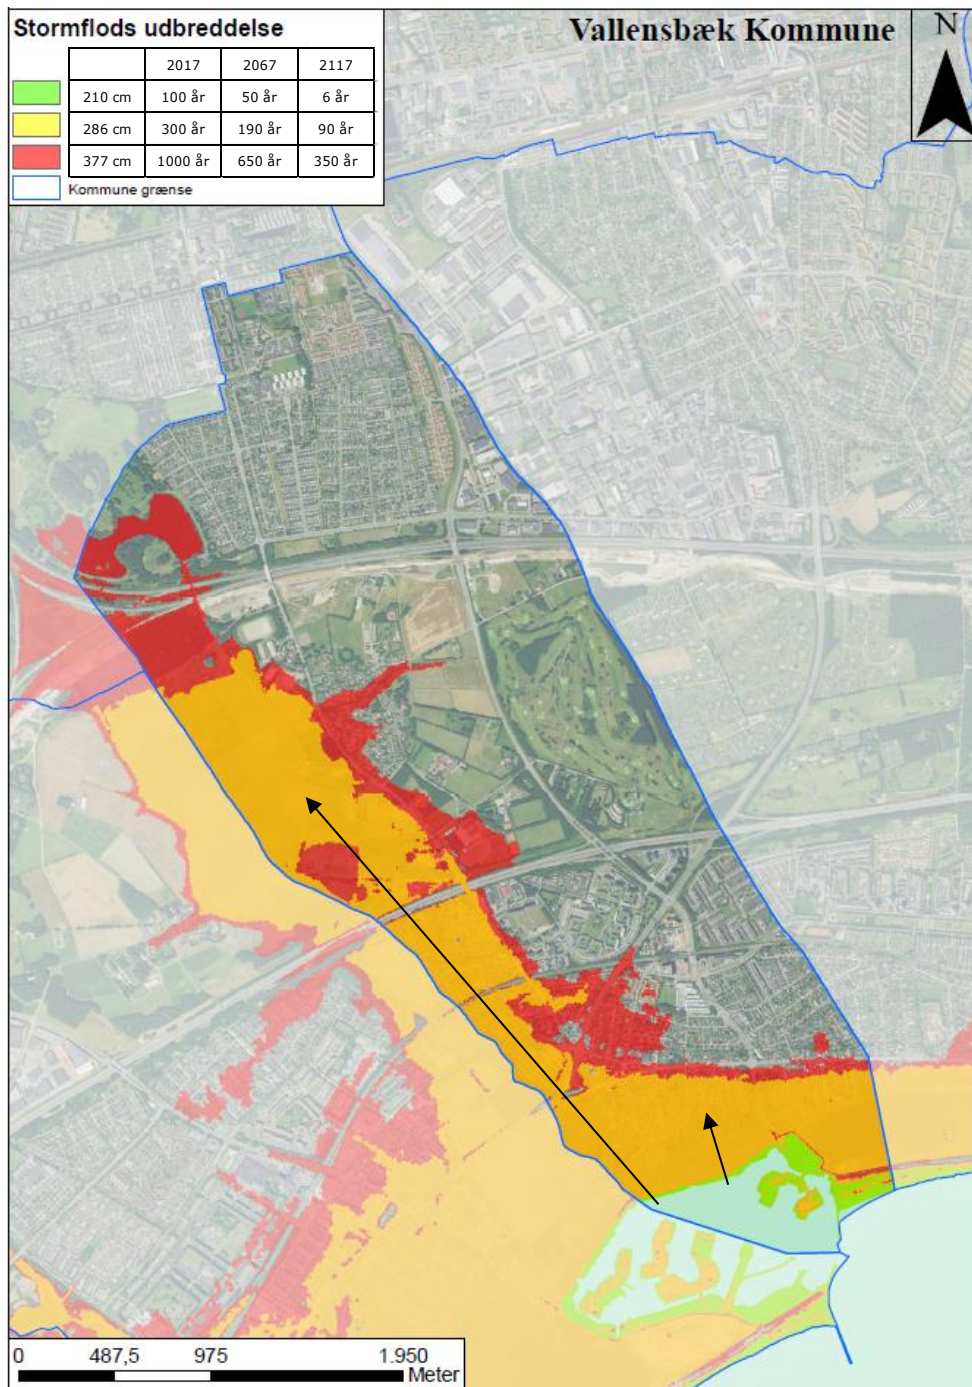 Stormflods udbreddelse
Vallensbæk Kommune
N
2017 2067 2117
210 cm 100 år 50 år 6 år
286 cm 300 år 190 år 90 år
377 cm 1000 år 650 år 350 år
Kommune grænse
0 487,5 975 1.950
Meter